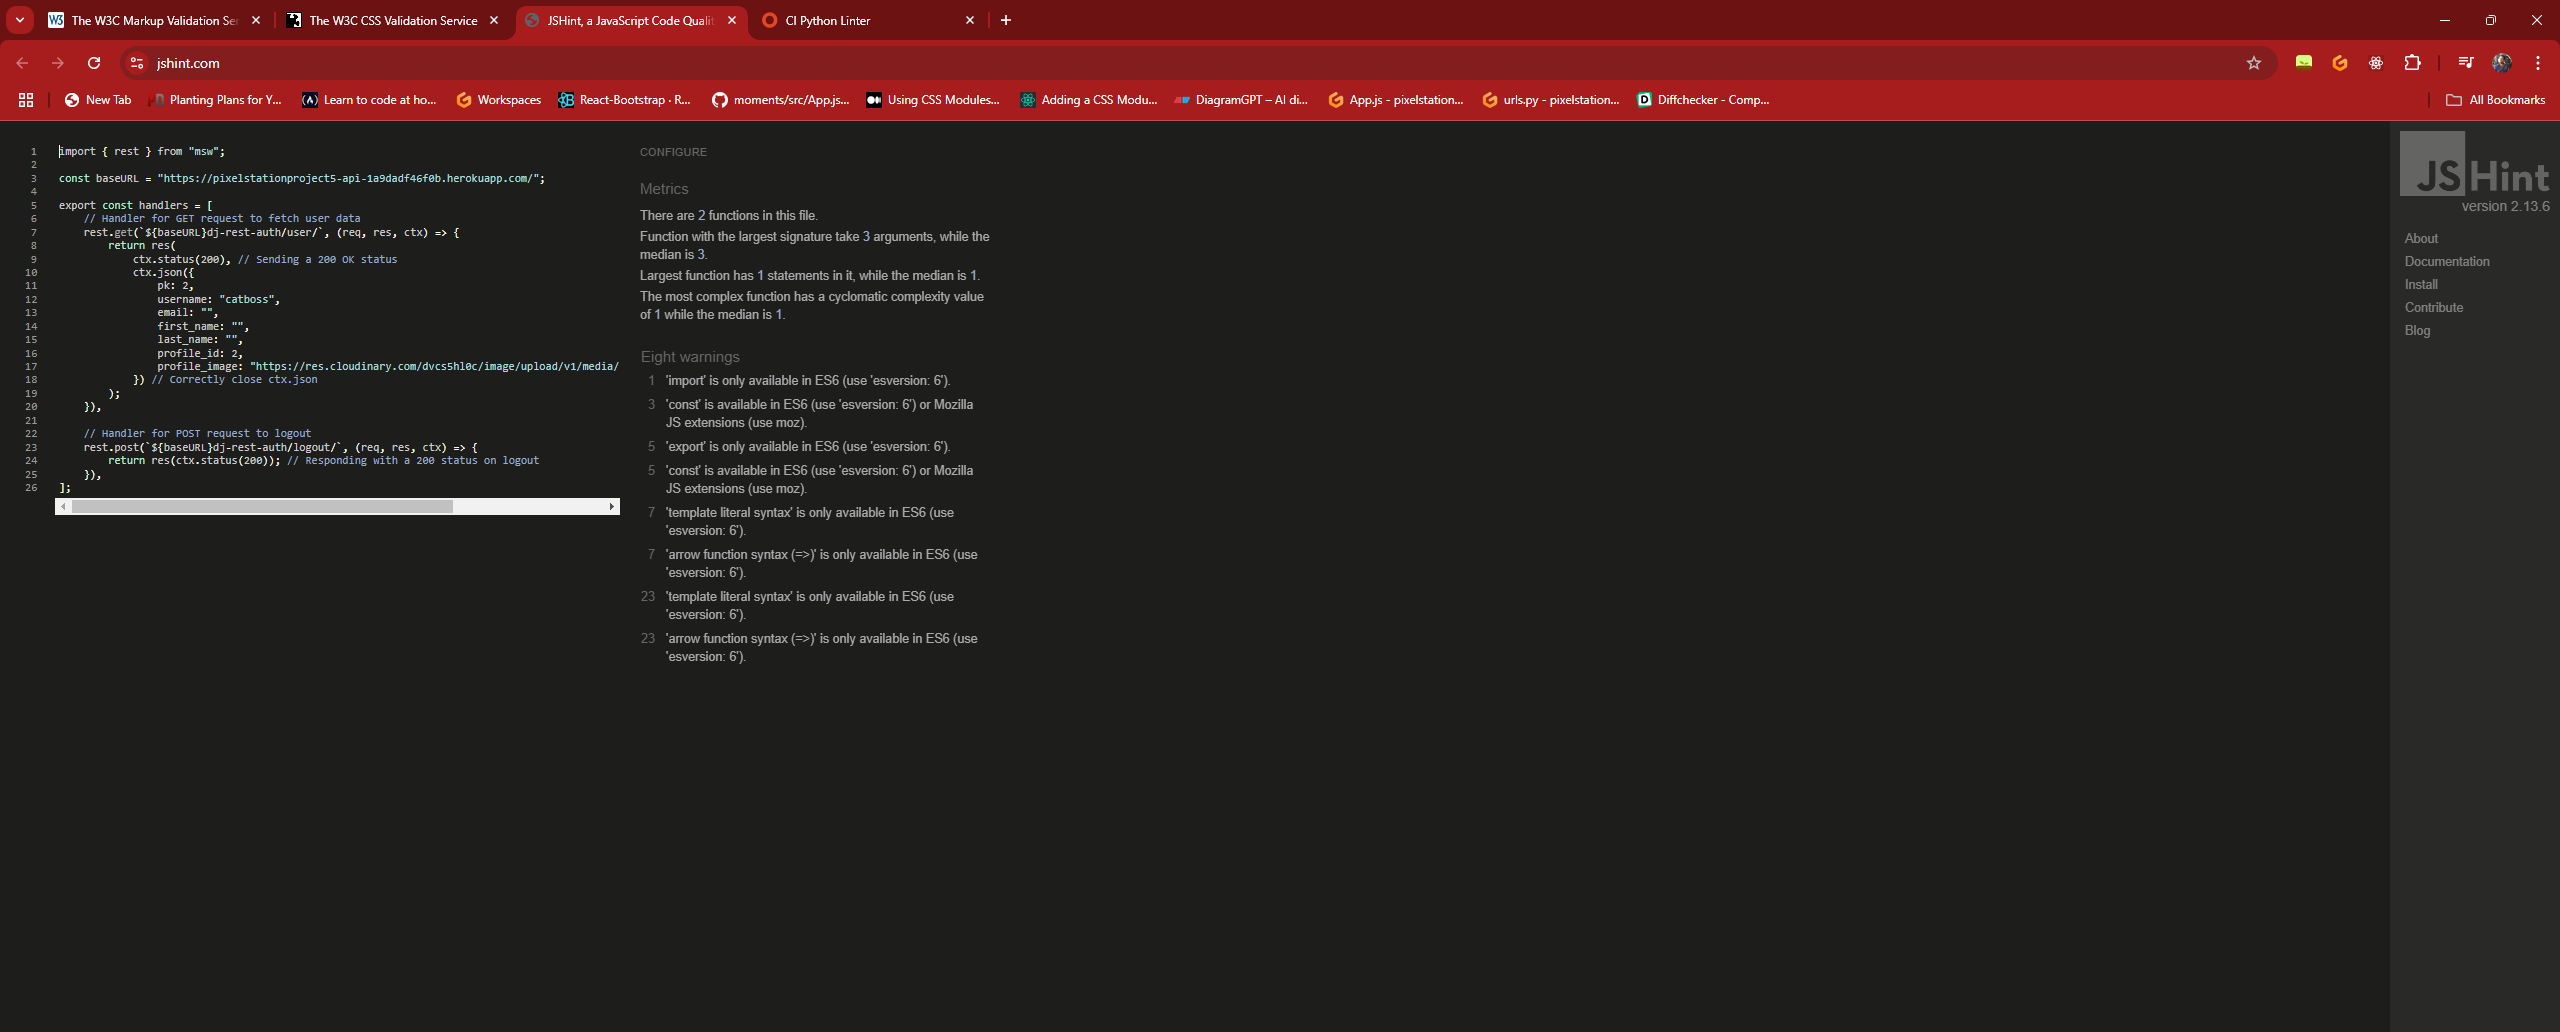 The W3C Markup Validation Se
The W3C CSS Validation Service
JSHint, a JavaScript Code Qualit
CI Python Linter
jshint.com
New Tab
Planting Plans for Y...
Learn to code at ho...
Workspaces
React-Bootstrap · R...
moments/src/App.js...
Using CSS Modules...
Adding a CSS Modu...
DiagramGPT – AI di...
App.js - pixelstation...
urls.py - pixelstation...
Diffchecker - Comp...
All Bookmarks
1 import { rest } from "msw";
2
3 const baseURL = "https://pixelstationproject5-api-1a9dadf46f0b.herokuapp.com/";
4
5 export const handlers = [
6 // Handler for GET request to fetch user data
7 rest.get(`${baseURL}dj-rest-auth/user/`, (req, res, ctx) => {
8 return res(
9 ctx.status(200), // Sending a 200 OK status
10 ctx.json({
11 pk: 2,
12 username: "catboss",
13 email: "",
14 first_name: "",
15 last_name: "",
16 profile_id: 2,
17 profile_image: "https://res.cloudinary.com/dvcs5hl0c/image/upload/v1/media/
18 }) // Correctly close ctx.json
19 );
20 }),
21
22 // Handler for POST request to logout
23 rest.post(`${baseURL}dj-rest-auth/logout/`, (req, res, ctx) => {
24 return res(ctx.status(200)); // Responding with a 200 status on logout
25 }),
26 ];
CONFIGURE
Metrics
There are 2 functions in this file.
Function with the largest signature take 3 arguments, while the
median is 3.
Largest function has 1 statements in it, while the median is 1.
The most complex function has a cyclomatic complexity value
of 1 while the median is 1.
Eight warnings
1 'import' is only available in ES6 (use 'esversion: 6').
3 'const' is available in ES6 (use 'esversion: 6') or Mozilla
JS extensions (use moz).
5 'export' is only available in ES6 (use 'esversion: 6').
5 'const' is available in ES6 (use 'esversion: 6') or Mozilla
JS extensions (use moz).
7 'template literal syntax' is only available in ES6 (use
'esversion: 6').
7 'arrow function syntax (=>)' is only available in ES6 (use
'esversion: 6').
23 'template literal syntax' is only available in ES6 (use
'esversion: 6').
23 'arrow function syntax (=>)' is only available in ES6 (use
'esversion: 6').
JS Hint
version 2.13.6
About
Documentation
Install
Contribute
Blog